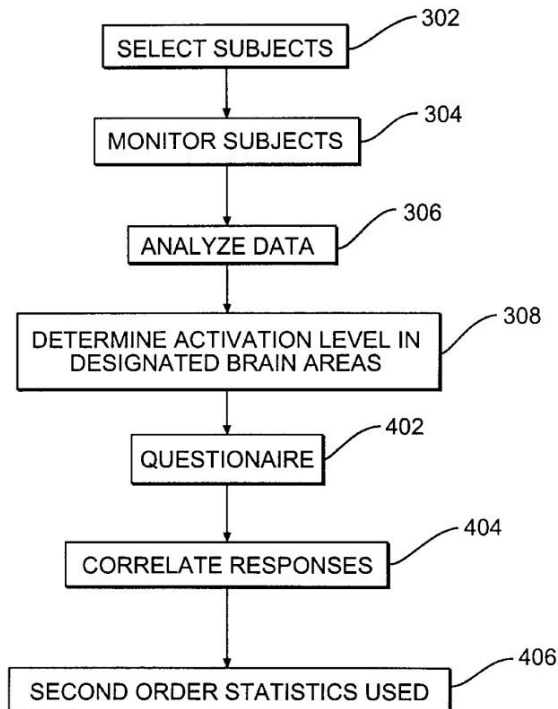 302
SELECT SUBJECTS
304
MONITOR SUBJECTS
306
ANALYZE DATA
308
DETERMINE ACTIVATION LEVEL IN
DESIGNATED BRAIN AREAS
402
QUESTIONAIRE
404
CORRELATE RESPONSES
406
SECOND ORDER STATISTICS USED